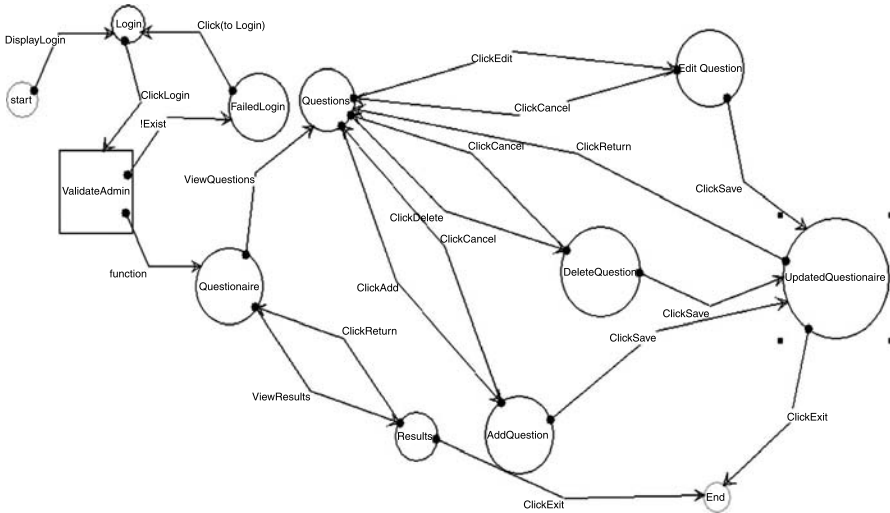 Login
Click(to Login)
DisplayLogin
start
ClickLogin
FailedLogin
!Exist
ValidateAdmin
function
ViewQuestions
Questions
ClickEdit
Edit Question
ClickCancel
ClickCancel
ClickReturn
ClickSave
ClickDelete
ClickCancel
DeleteQuestion
UpdatedQuestionaire
Questionaire
ClickAdd
ClickSave
ClickReturn
ClickSave
ViewResults
Results
AddQuestion
ClickExit
ClickExit
End